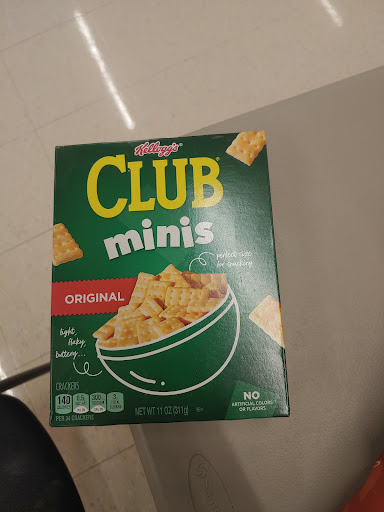 Kellogg's
CLUB®
minis
perfect size
for snacking
ORIGINAL
light,
flaky,
buttery...
CRACKERS
140
CALORIES
PER 34 CRACKERS
NET WT 11 OZ (311g)
NO
ARTIFICIAL COLORS
OR FLAVORS